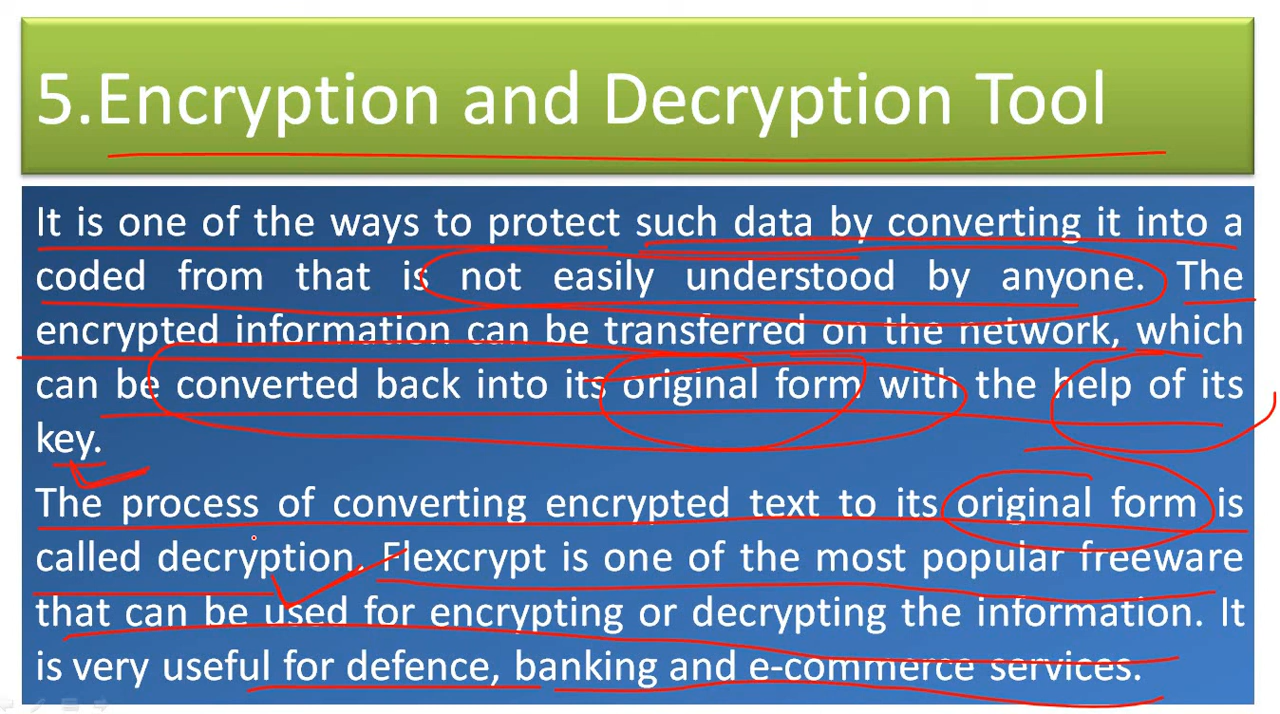 5.Encryption and Decryption Tool
It is one of the ways to protect such data by converting it into a
coded from that is not easily understood by anyone. The
encrypted information can be transferred on the network, which
can be converted back into its original form with the help of its
key.
The process of converting encrypted text to its original form is
called decryption. Flexcrypt is one of the most popular freeware
that can be used for encrypting or decrypting the information. It
is very useful for defence, banking and e-commerce services.